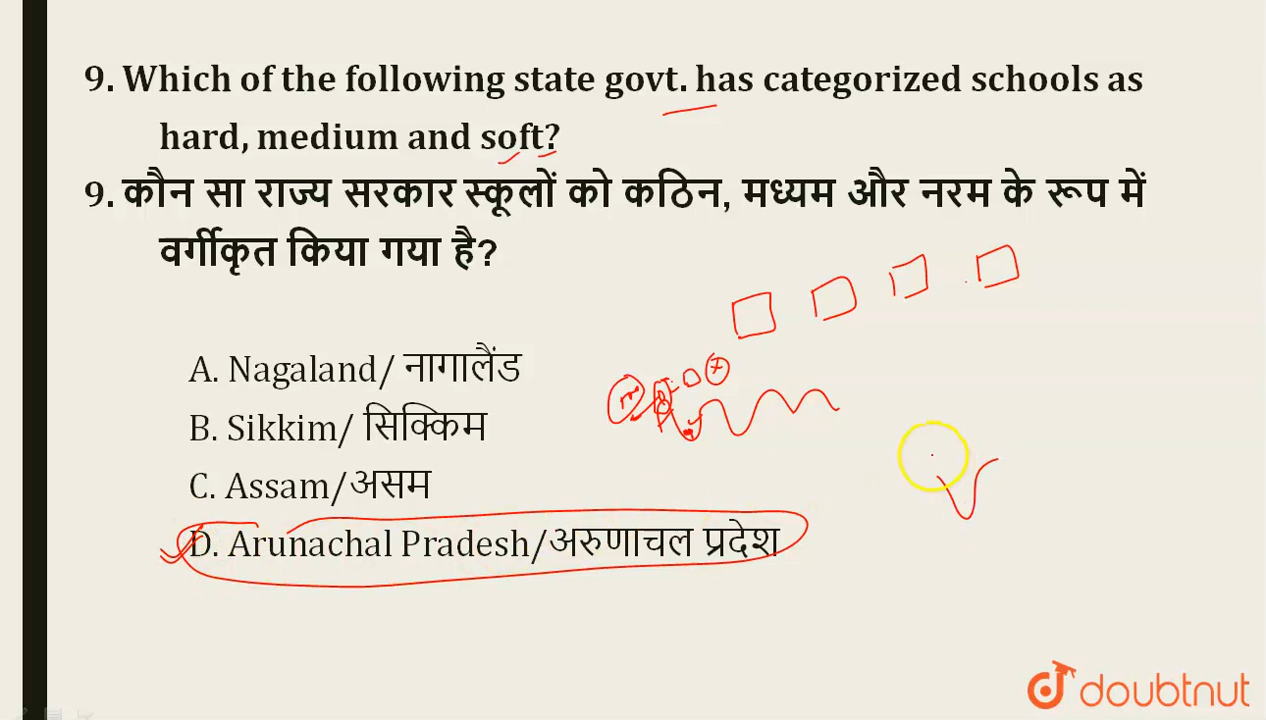 9. Which of the following state govt. has categorized schools as
hard, medium and soft?
9. कौन सा राज्य सरकार स्कूलों को कठिन, मध्यम और नरम के रूप में
वर्गीकृत किया गया है?
A. Nagaland/ नागालैंड
B. Sikkim/ सिक्किम
C. Assam/असम
D. Arunachal Pradesh/अरुणाचल प्रदेश
doubtnut